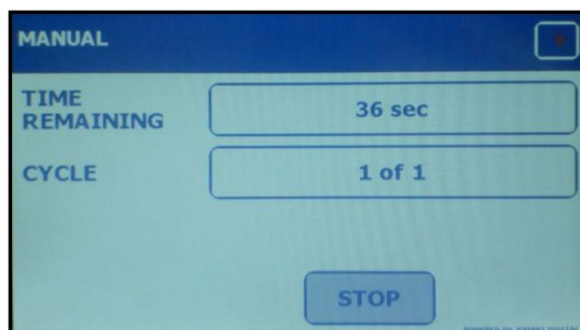 MANUAL
TIME
REMAINING
36 sec
CYCLE
1 of 1
STOP